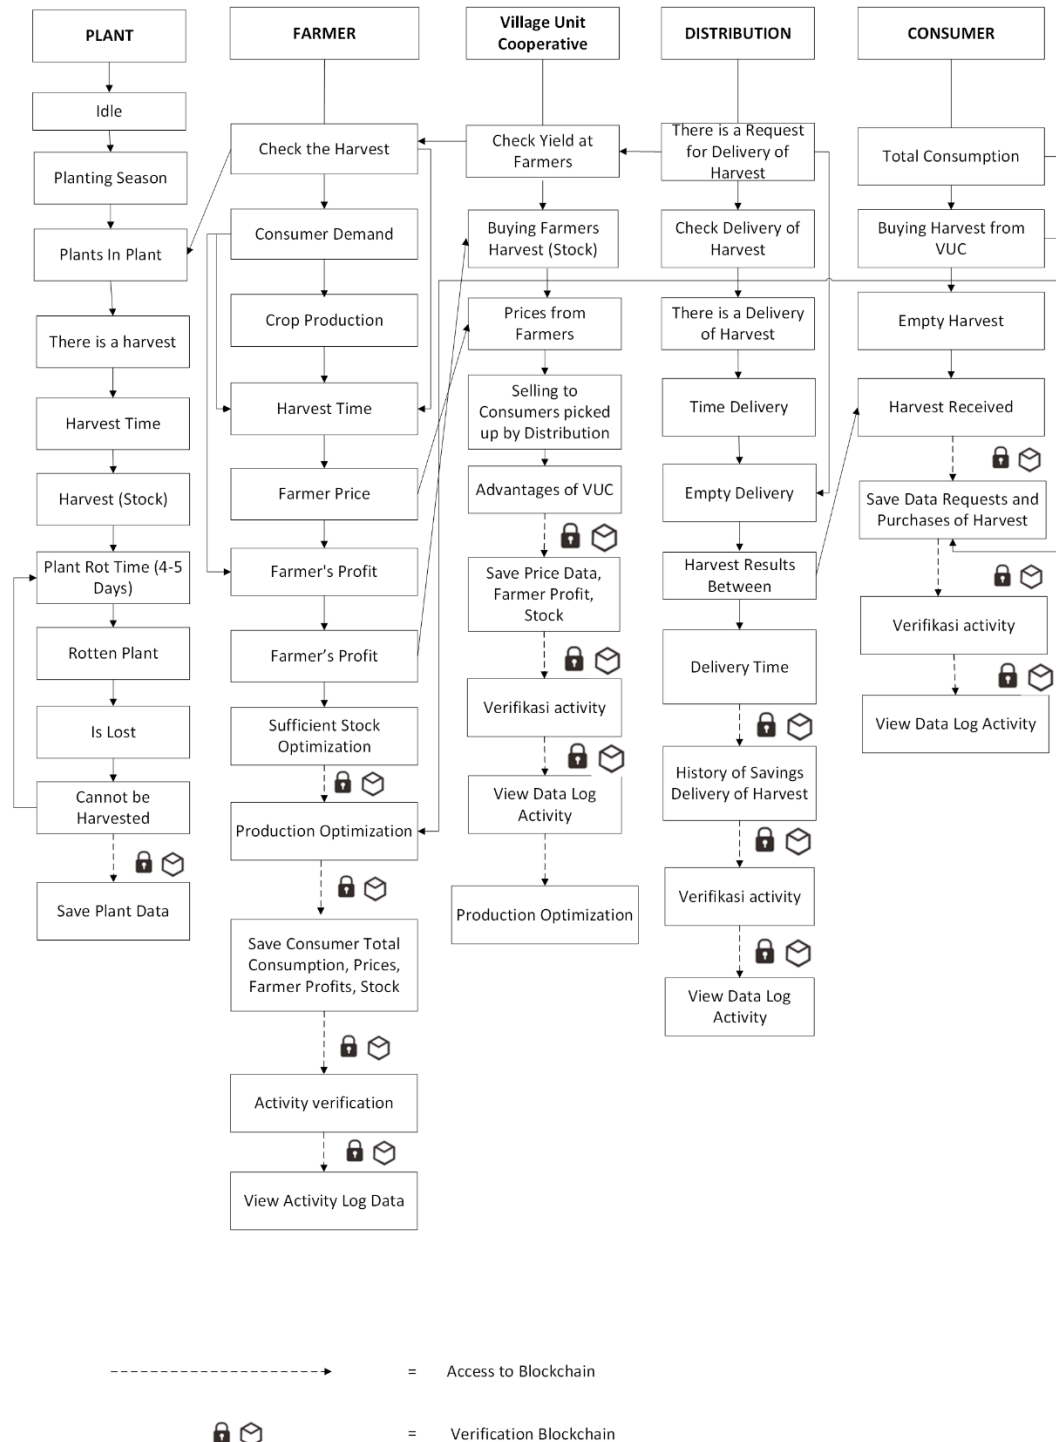 PLANT
Idle
Planting Season
Plants In Plant
There is a harvest
Harvest Time
Harvest (Stock)
Plant Rot Time (4-5
Days)
Rotten Plant
Is Lost
Cannot be
Harvested
Save Plant Data
FARMER
Check the Harvest
Consumer Demand
Crop Production
Harvest Time
Farmer Price
Farmer's Profit
Farmer’s Profit
Sufficient Stock
Optimization
Production Optimization
Save Consumer Total
Consumption, Prices,
Farmer Profits, Stock
Activity verification
View Activity Log Data
Village Unit
Cooperative
Check Yield at
Farmers
Buying Farmers
Harvest (Stock)
Prices from
Farmers
Selling to
Consumers picked
up by Distribution
Advantages of VUC
Save Price Data,
Farmer Profit,
Stock
Verifikasi activity
View Data Log
Activity
Production Optimization
DISTRIBUTION
There is a Request
for Delivery of
Harvest
Check Delivery of
Harvest
There is a Delivery
of Harvest
Time Delivery
Empty Delivery
Harvest Results
Between
Delivery Time
History of Savings
Delivery of Harvest
Verifikasi activity
View Data Log
Activity
CONSUMER
Total Consumption
Buying Harvest from
VUC
Empty Harvest
Harvest Received
Save Data Requests and
Purchases of Harvest
Verifikasi activity
View Data Log Activity
= Access to Blockchain
= Verification Blockchain